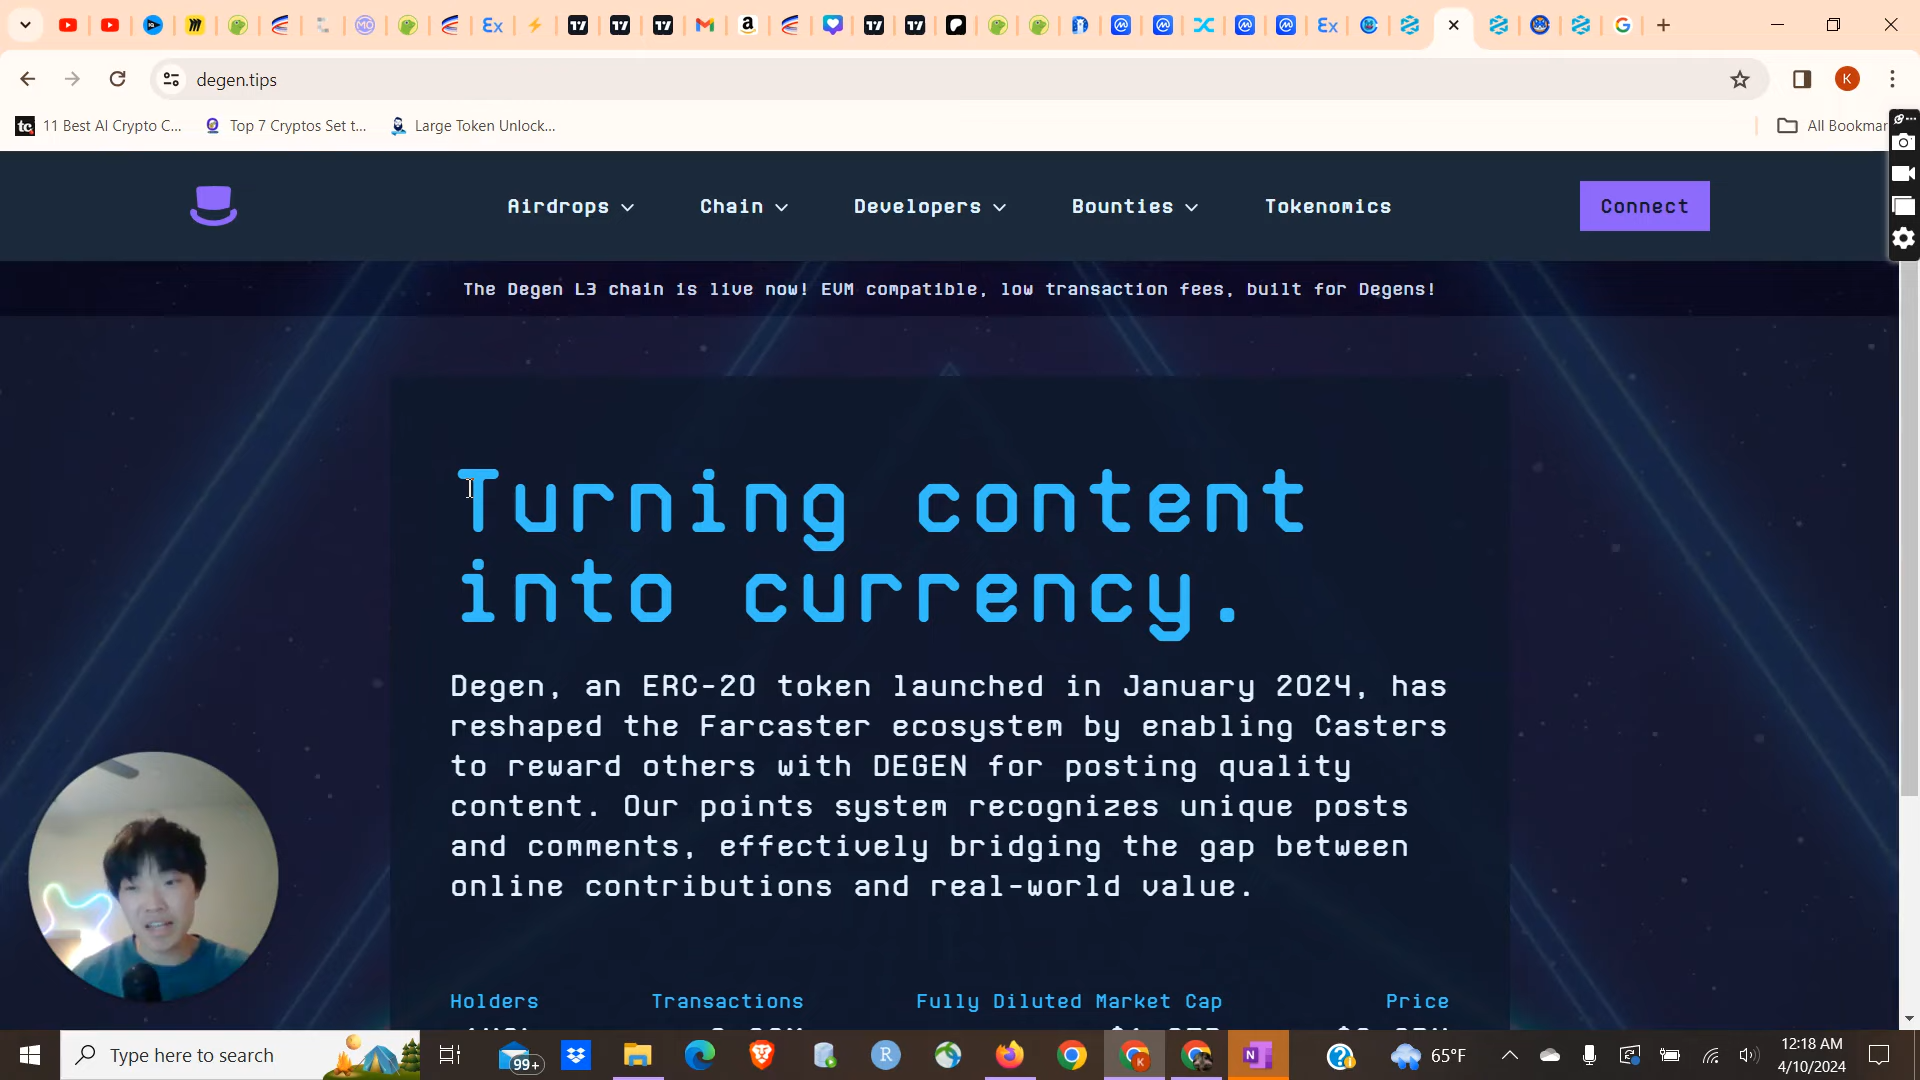 degen.tips
K
11 Best AI Crypto C...
Top 7 Cryptos Set t...
Large Token Unlock...
All Bookmar
Airdrops
Chain
Developers
Bounties
Tokenomics
Connect
The Degen L3 chain is live now! EVM compatible, low transaction fees, built for Degens!
Turning content
into currency.
Degen, an ERC-20 token launched in January 2024, has
reshaped the Farcaster ecosystem by enabling Casters
to reward others with DEGEN for posting quality
content. Our points system recognizes unique posts
and comments, effectively bridging the gap between
online contributions and real-world value.
Holders
Transactions
Fully Diluted Market Cap
Price
Type here to search
99+
65°F
12:18 AM
4/10/2024